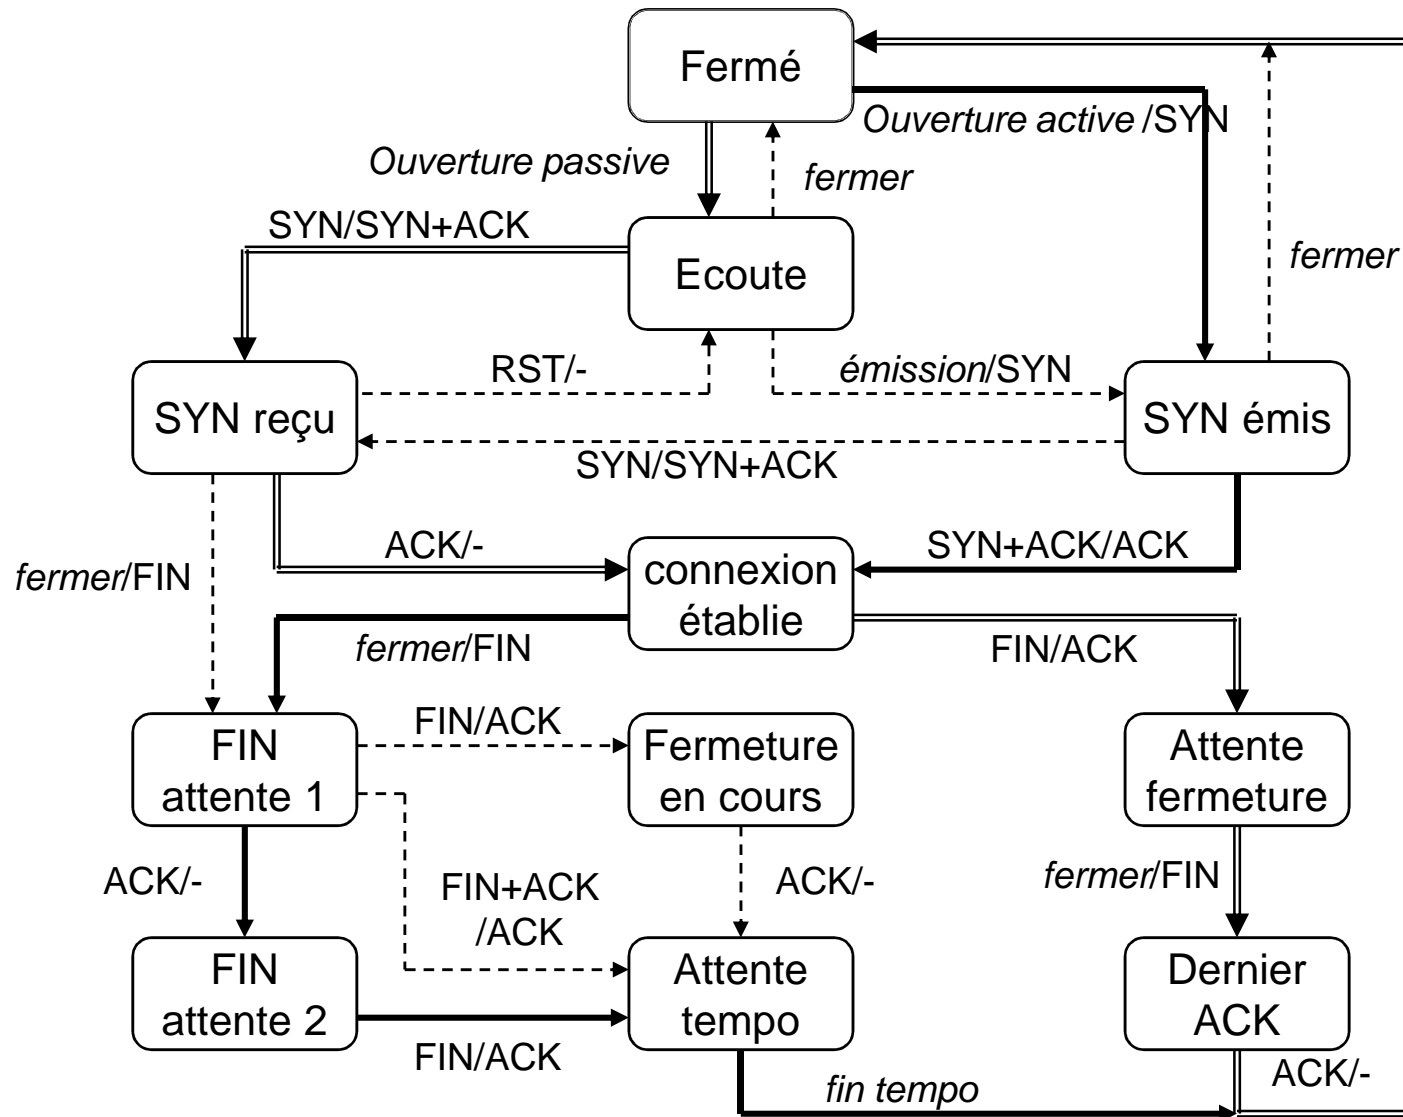 Fermé
Ouverture active /SYN
Ouverture passive
fermer
SYN/SYN+ACK
Ecoute
fermer
RST/-
émission/SYN
SYN reçu
SYN émis
SYN/SYN+ACK
ACK/-
SYN+ACK/ACK
connexion
établie
fermer/FIN
fermer/FIN
FIN/ACK
FIN
attente 1
FIN/ACK
Fermeture
en cours
Attente
fermeture
ACK/-
FIN+ACK
/ACK
ACK/-
fermer/FIN
FIN
attente 2
Attente
tempo
Dernier
ACK
FIN/ACK
fin tempo
ACK/-